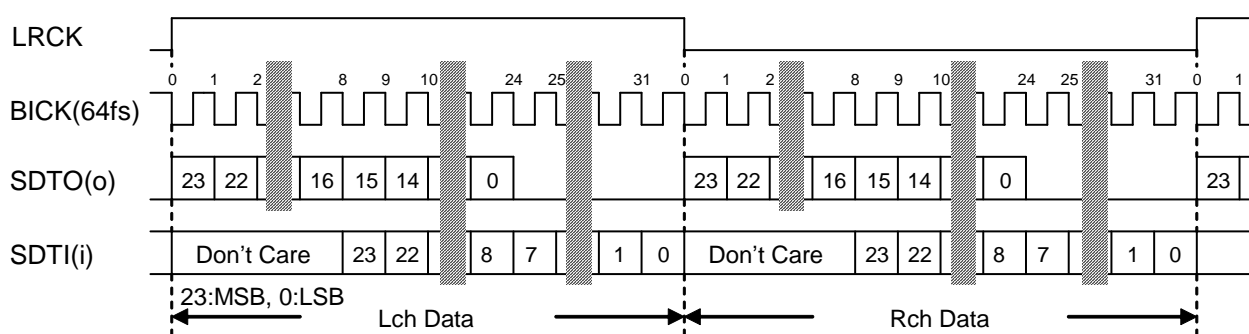 LRCK
0 1 2 8 9 10 24 25 31 0 1 2 8 9 10 24 25 31 0 1
BICK(64fs)
SDTO(o) 23 22 16 15 14 0 23 22 16 15 14 0 23
SDTI(i) Don't Care 23 22 8 7 1 0 Don't Care 23 22 8 7 1 0
23:MSB, 0:LSB
Lch Data Rch Data